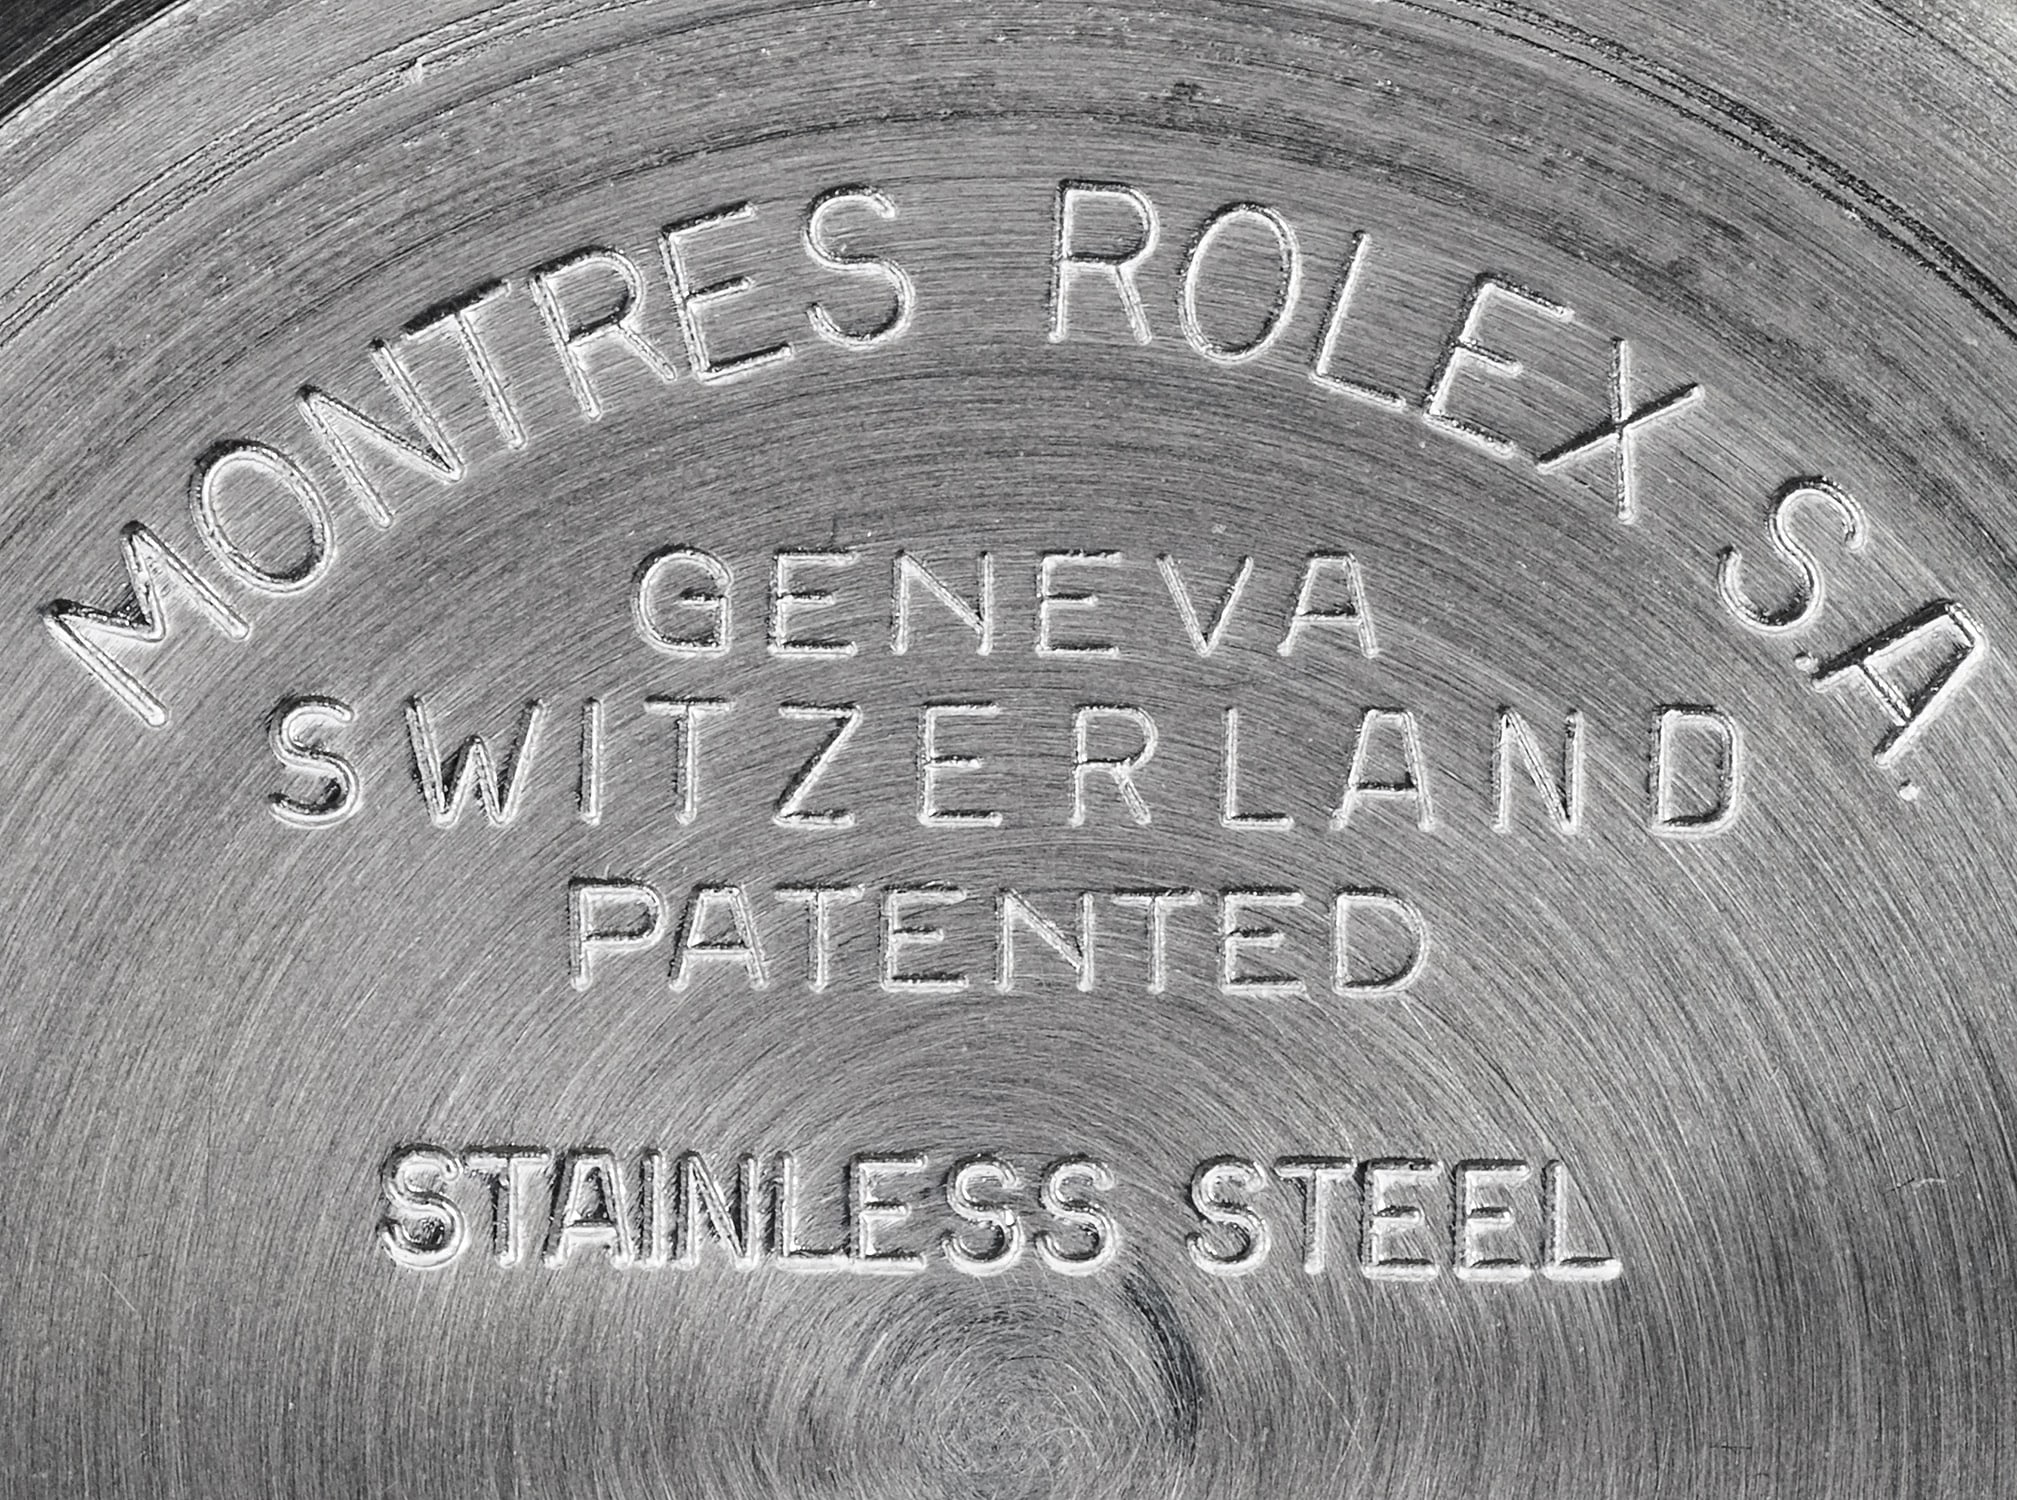 MONTRES ROLEX S.A.
GENEVA
SWITZERLAND
PATENTED
STAINLESS STEEL